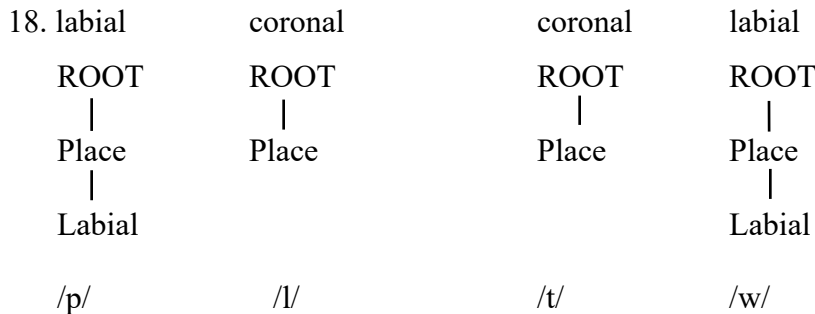 18. labial coronal coronal labial
ROOT ROOT ROOT ROOT
Place Place Place Place
Labial Labial
/p/ /l/ /t/ /w/